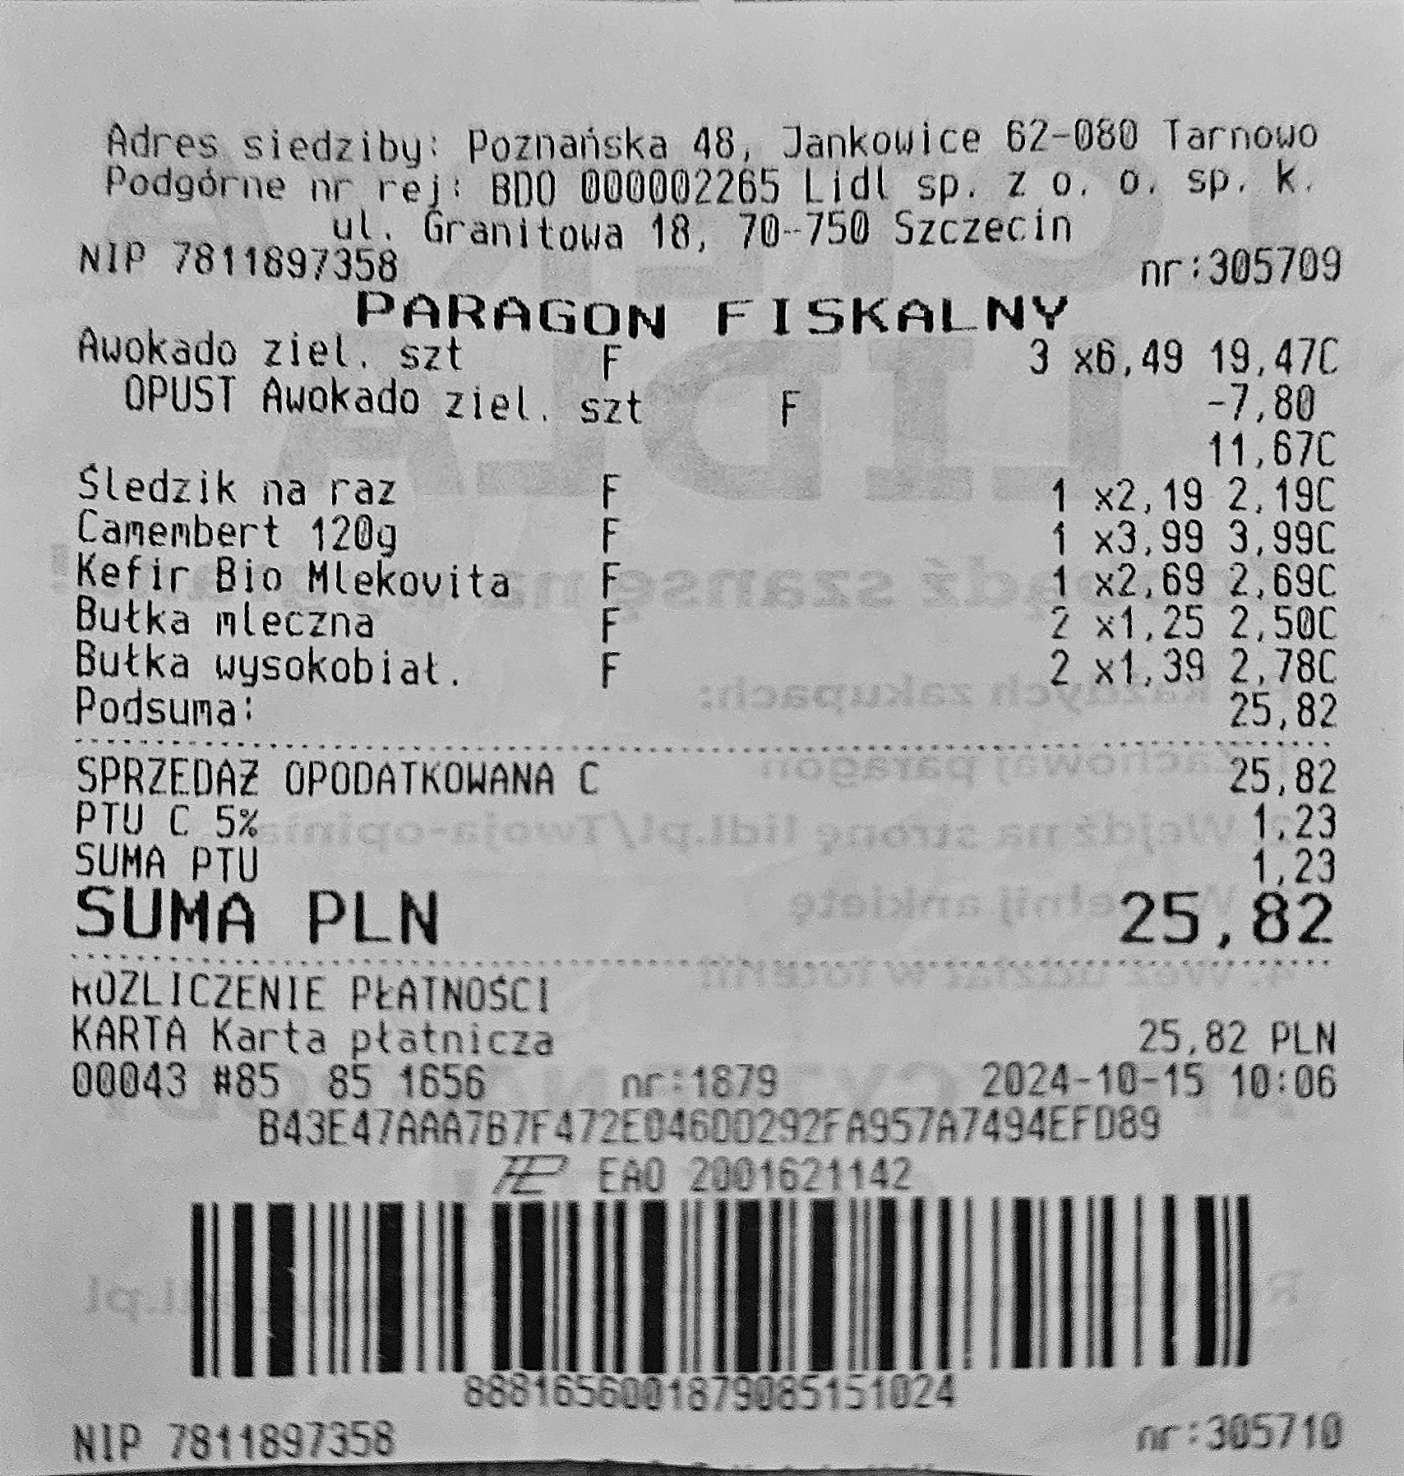 Adres siedziby: Poznańska 48, Jankowice 62-080 Tarnowo
Podgórne nr rej: BDO 000002265 Lidl sp. z o. o. sp. k.
ul. Granitowa 18, 70-750 Szczecin
NIP 7811897358 nr:305709
PARAGON FISKALNY
Awokado ziel. szt F 3 x6,49 19,47C
OPUST Awokado ziel. szt F -7,80
11,67C
Śledzik na raz F 1 x2,19 2,19C
Camembert 120g F 1 x3,99 3,99C
Kefir Bio Mlekovita F 1 x2,69 2,69C
Bułka mleczna F 2 x1,25 2,50C
Bułka wysokobiał. F 2 x1,39 2,78C
Podsuma: 25,82
SPRZEDAŻ OPODATKOWANA C 25,82
PTU C 5% 1,23
SUMA PTU 1,23
SUMA PLN 25,82
ROZLICZENIE PŁATNOŚCI
KARTA Karta płatnicza 25,82 PLN
00043 #85 85 1656 nr:1879 2024-10-15 10:06
B43E47AAA7B7F472E046DD292FA957A7494EFD89
EAO 2001621142
8881656001879085151024
NIP 7811897358 nr:305710